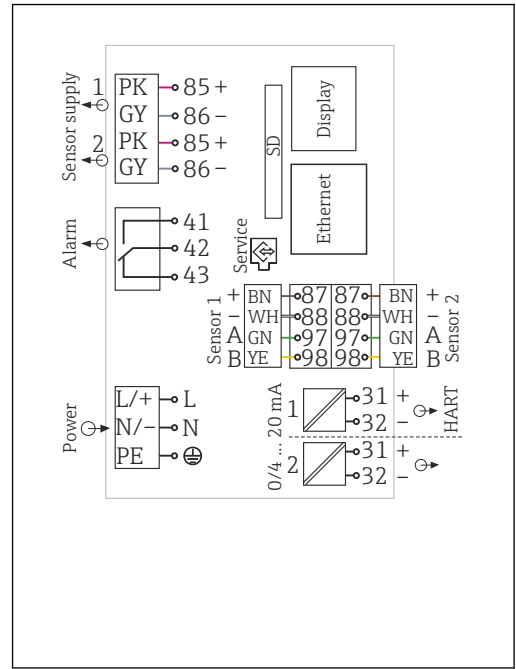 Sensor supply
1 PK 85 +
GY 86 −
2 PK 85 +
GY 86 −
Display
SD
Ethernet
Alarm
41
42
43
Service
Sensor 1
+ BN 87 87 BN +
− WH 88 88 WH −
A GN 97 97 GN A
B YE 98 98 YE B
Sensor 2
Power
L/+ L
N/− N
PE
0/4 ... 20 mA
1 31 +
32 −
HART
2 31 +
32 −